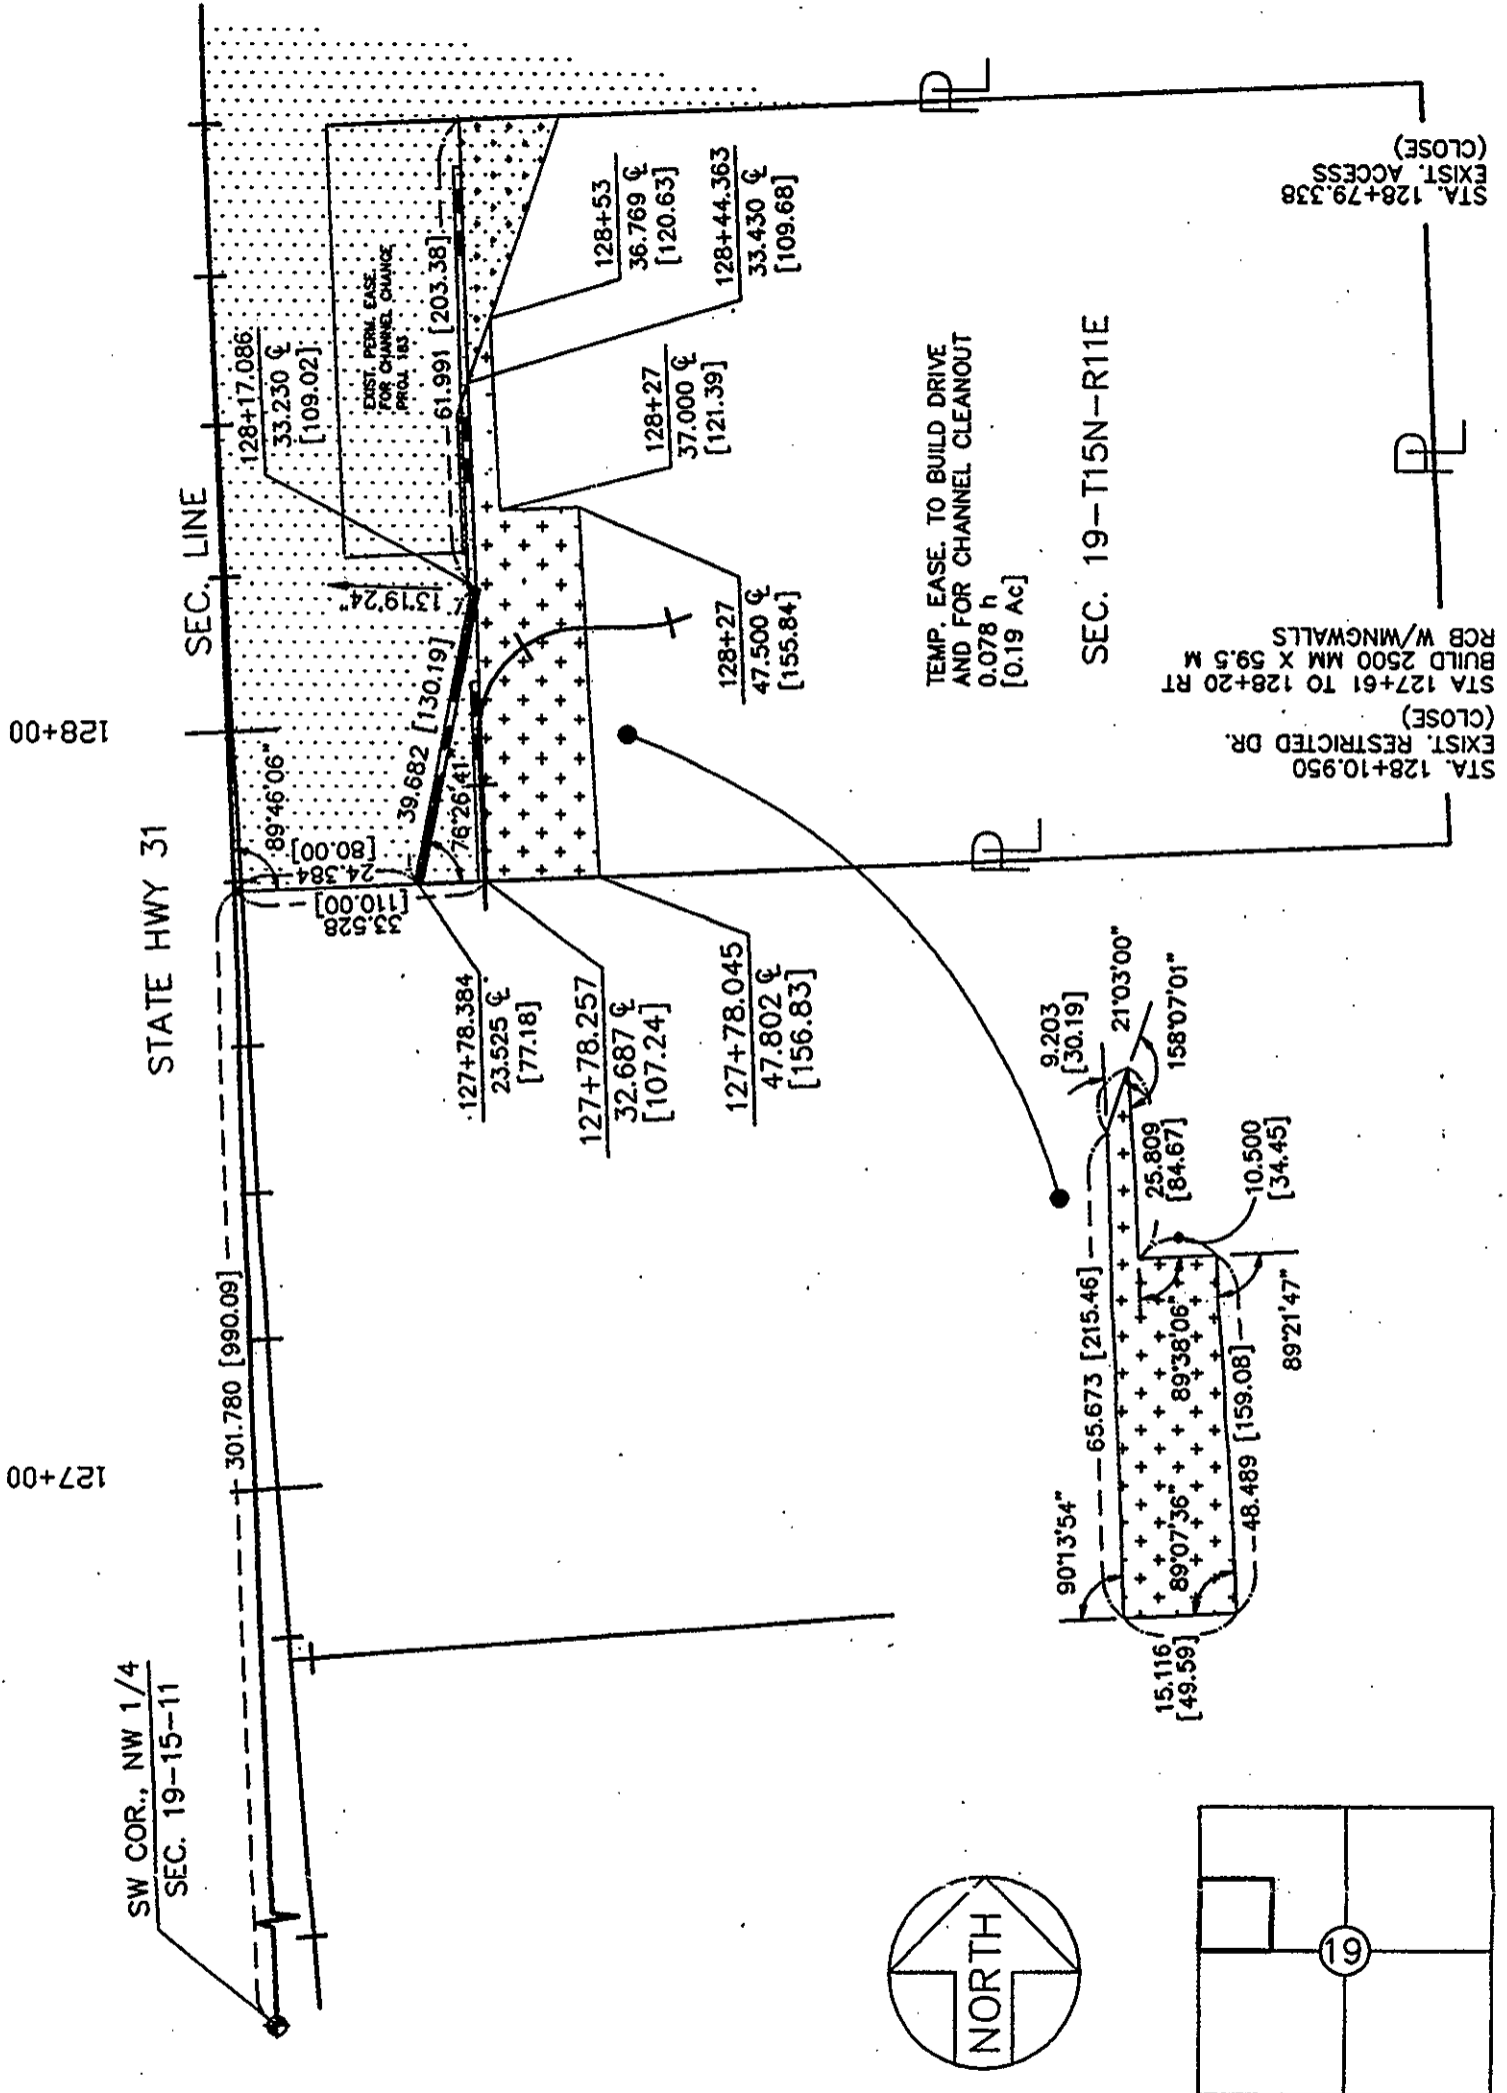 SW COR., NW 1/4
SEC. 19-15-11
127+00
301.780 [990.09]
STATE HWY 31
128+00
SEC. LINE
89°46'06"
24.384
[80.00]
33.528
[110.00]
39.682 [130.19]
76°26'41"
13°19'24"
128+17.086
33.230 ℄
[109.02]
EXIST. PERM. EASE.
FOR CHANNEL CHANGE
PROJ. 183
61.991 [203.38]
128+53
36.769 ℄
[120.63]
128+44.363
33.430 ℄
[109.68]
128+27
37.000 ℄
[121.39]
128+27
47.500 ℄
[155.84]
127+78.384
23.525 ℄
[77.18]
127+78.257
32.687 ℄
[107.24]
127+78.045
47.802 ℄
[156.83]
TEMP. EASE. TO BUILD DRIVE
AND FOR CHANNEL CLEANOUT
0.078 h
[0.19 Ac]
SEC. 19-T15N-R11E
PL
PL
PL
STA. 128+79.338
EXIST. ACCESS
(CLOSE)
STA. 128+10.950
EXIST. RESTRICTED DR.
(CLOSE)
STA 127+61 TO 128+20 RT
BUILD 2500 MM X 59.5 M
RCB W/WINGWALLS
90°13'54"
65.673 [215.46]
9.203
[30.19]
21°03'00"
158°07'01"
25.809
[84.67]
10.500
[34.45]
89°38'06"
89°07'36"
15.116
[49.59]
48.489 [159.08]
89°21'47"
NORTH
19